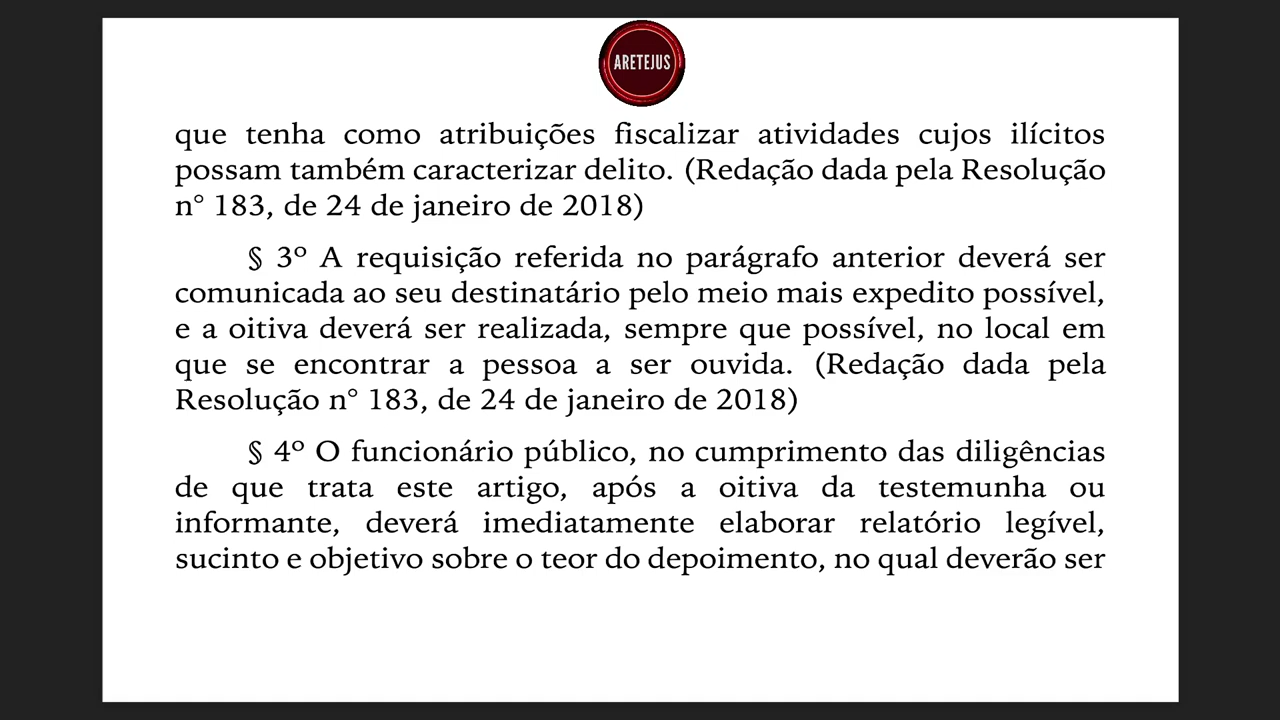 ARETEJUS
que tenha como atribuições fiscalizar atividades cujos ilícitos
possam também caracterizar delito. (Redação dada pela Resolução
n° 183, de 24 de janeiro de 2018)
§ 3º A requisição referida no parágrafo anterior deverá ser
comunicada ao seu destinatário pelo meio mais expedito possível,
e a oitiva deverá ser realizada, sempre que possível, no local em
que se encontrar a pessoa a ser ouvida. (Redação dada pela
Resolução n° 183, de 24 de janeiro de 2018)
§ 4º O funcionário público, no cumprimento das diligências
de que trata este artigo, após a oitiva da testemunha ou
informante, deverá imediatamente elaborar relatório legível,
sucinto e objetivo sobre o teor do depoimento, no qual deverão ser